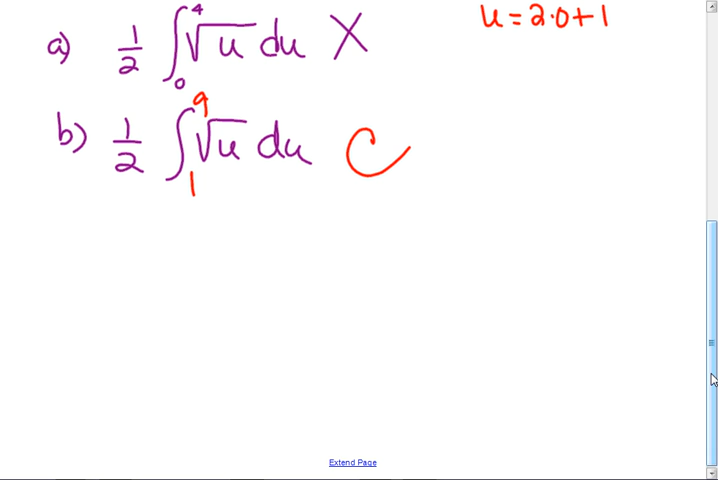 u = 2·0+1
a) 1/2 ∫₀⁴ √u du X
b) 1/2 ∫₁⁹ √u du C
Extend Page